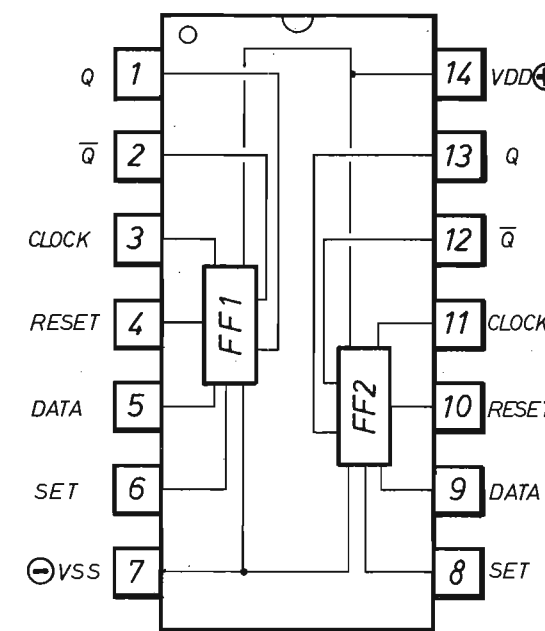 Q 1 14 VDD⊕
Q̅ 2 13 Q
CLOCK 3 12 Q̅
RESET 4 11 CLOCK
DATA 5 10 RESET
SET 6 9 DATA
⊖VSS 7 8 SET
FF1
FF2